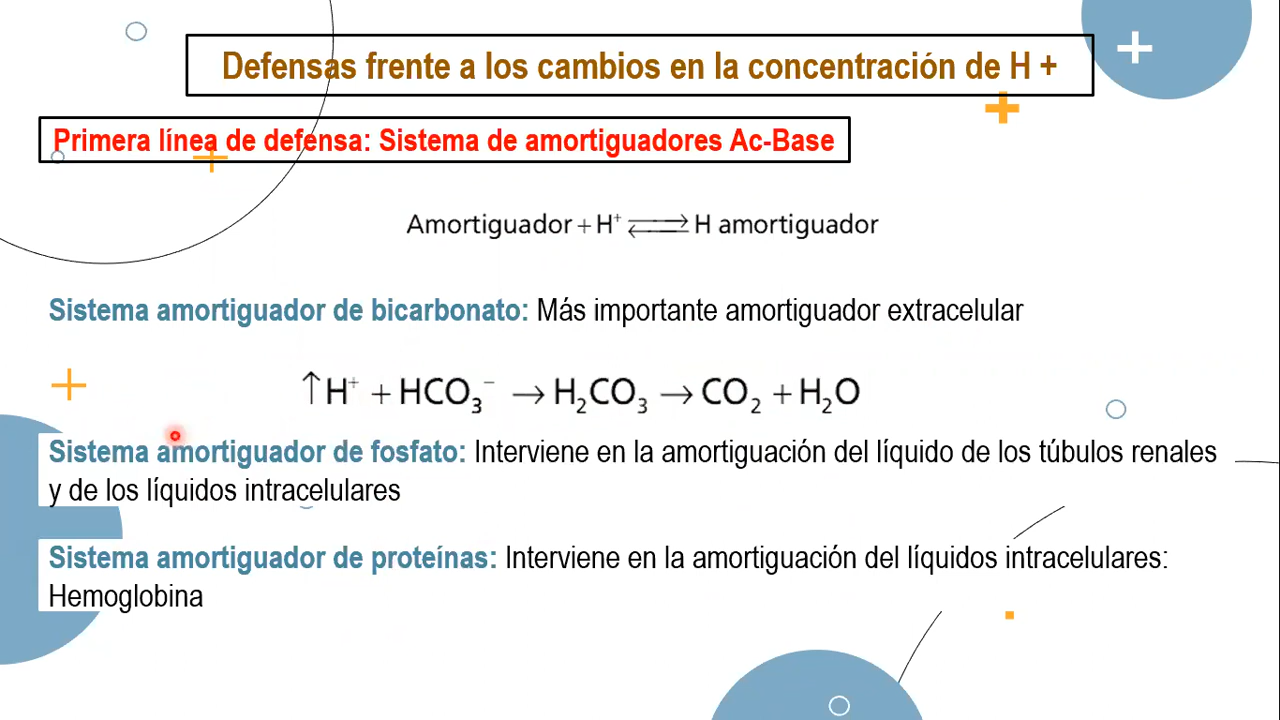 Defensas frente a los cambios en la concentración de H +
Primera línea de defensa: Sistema de amortiguadores Ac-Base
Amortiguador + H⁺ ⇌ H amortiguador
Sistema amortiguador de bicarbonato: Más importante amortiguador extracelular
↑H⁺ + HCO₃⁻ → H₂CO₃ → CO₂ + H₂O
Sistema amortiguador de fosfato: Interviene en la amortiguación del líquido de los túbulos renales
y de los líquidos intracelulares
Sistema amortiguador de proteínas: Interviene en la amortiguación del líquidos intracelulares:
Hemoglobina